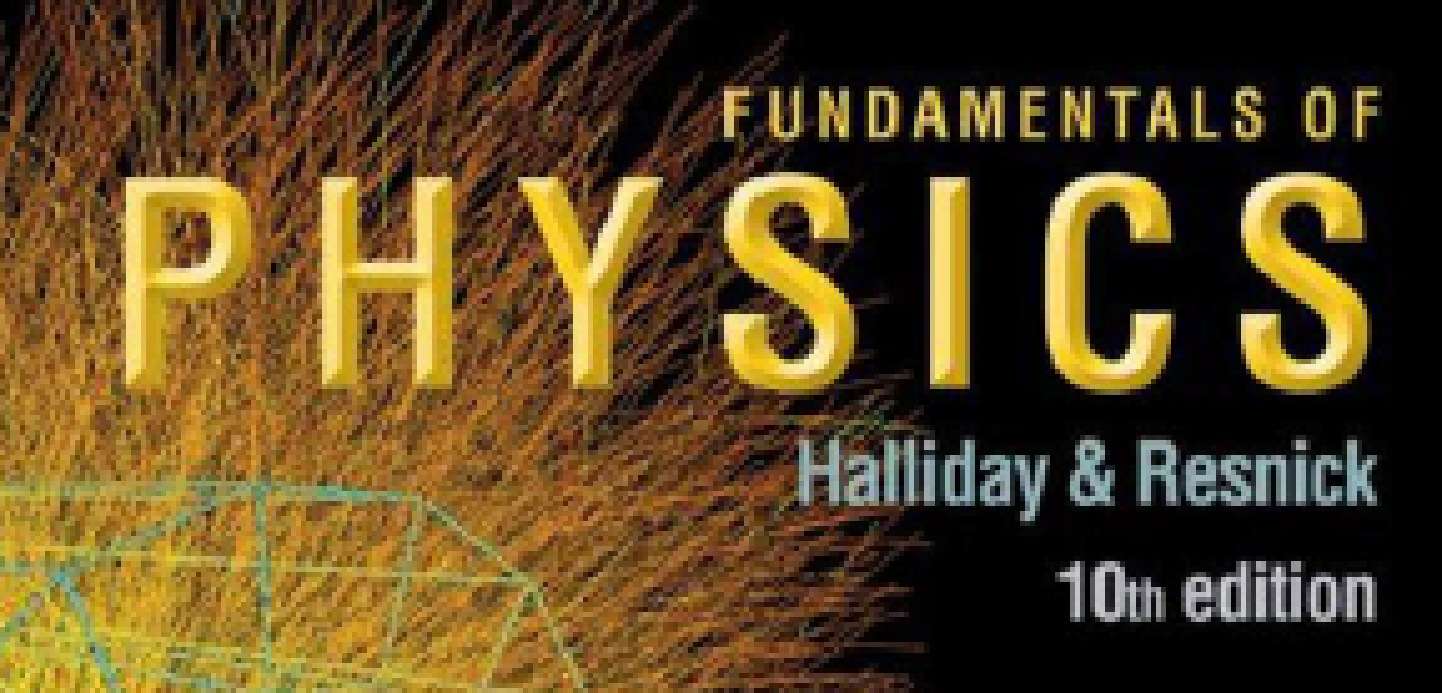 FUNDAMENTALS OF
PHYSICS
Halliday & Resnick
10th edition